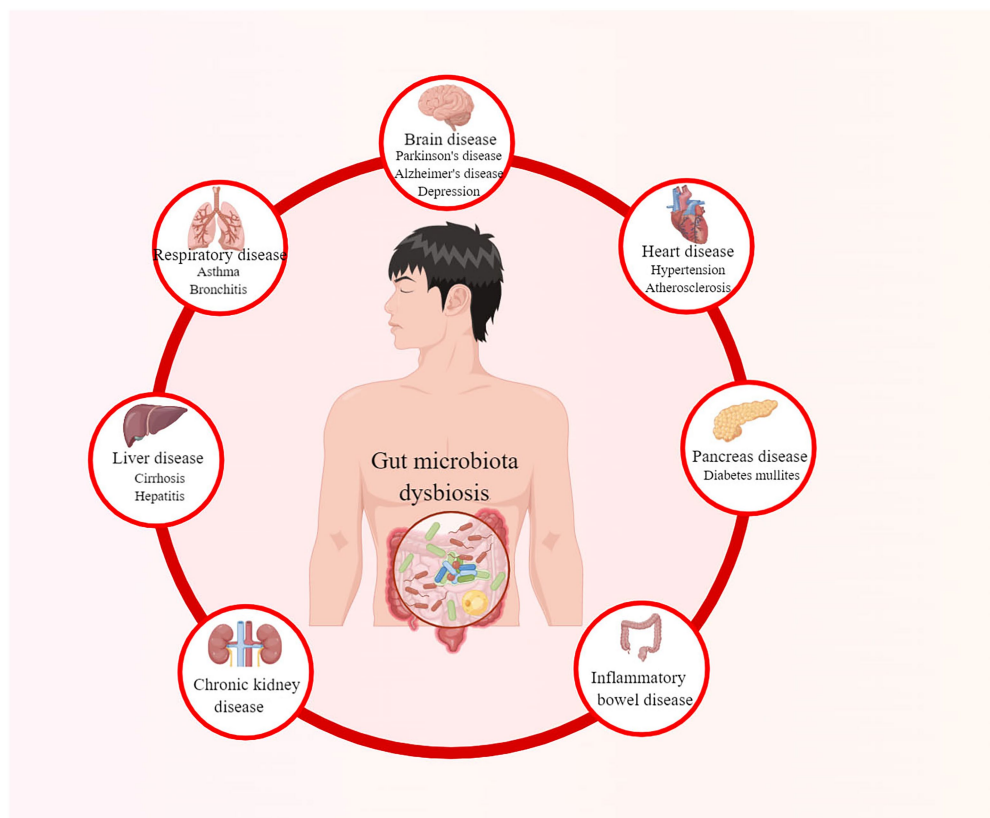 Brain disease
Parkinson's disease
Alzheimer's disease
Depression
Heart disease
Hypertension
Atherosclerosis
Pancreas disease
Diabetes mullites
Inflammatory
bowel disease
Chronic kidney
disease
Liver disease
Cirrhosis
Hepatitis
Respiratory disease
Asthma
Bronchitis
Gut microbiota
dysbiosis